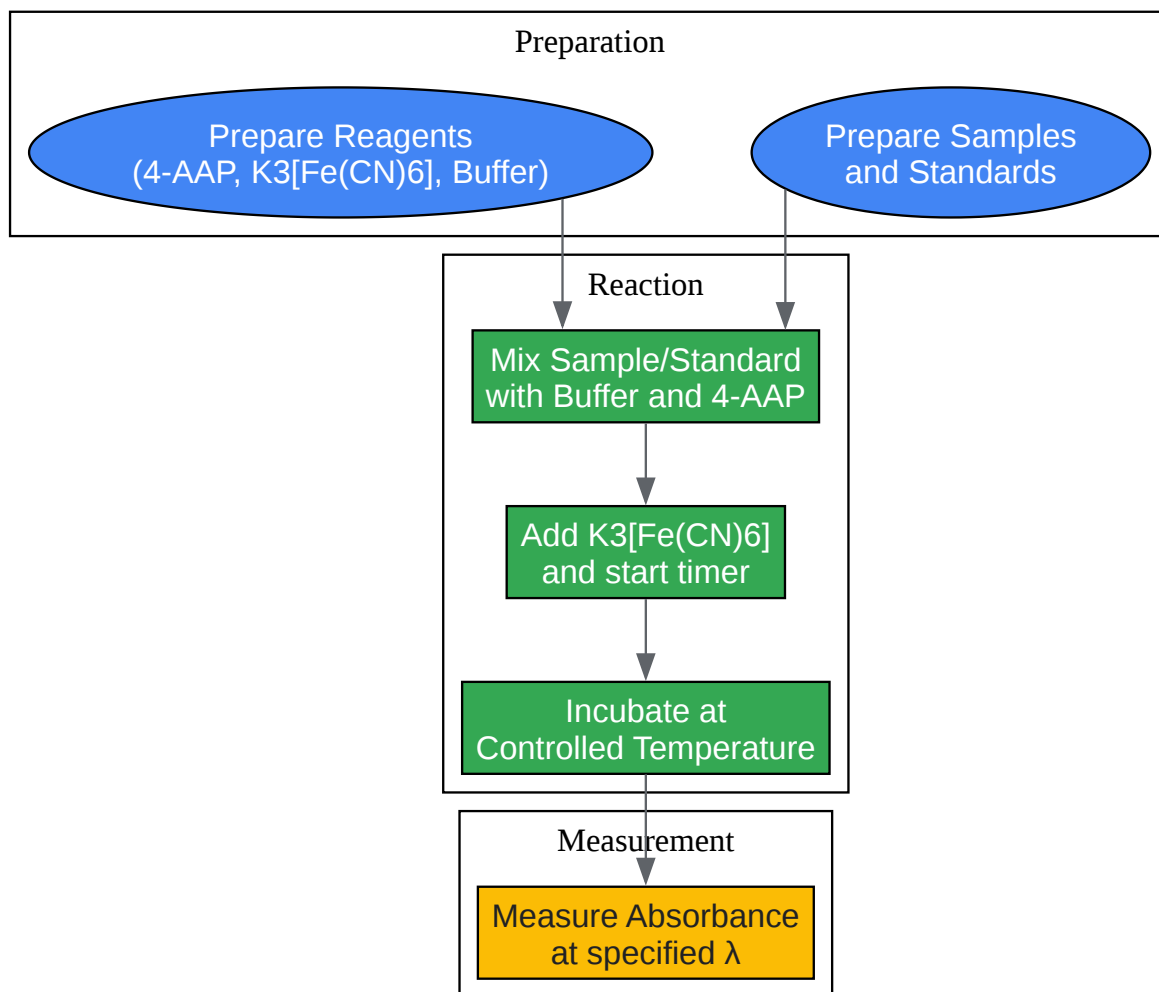 Preparation
Prepare Reagents
(4-AAP, K3[Fe(CN)6], Buffer)
Prepare Samples
and Standards
Reaction
Mix Sample/Standard
with Buffer and 4-AAP
Add K3[Fe(CN)6]
and start timer
Incubate at
Controlled Temperature
Measurement
Measure Absorbance
at specified λ